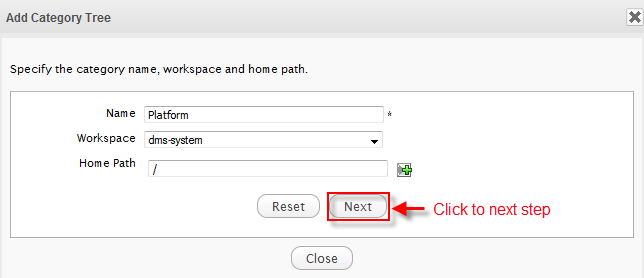 Add Category Tree
Specify the category name, workspace and home path.
Name Platform *
Workspace dms-system
Home Path /
Reset Next Click to next step
Close